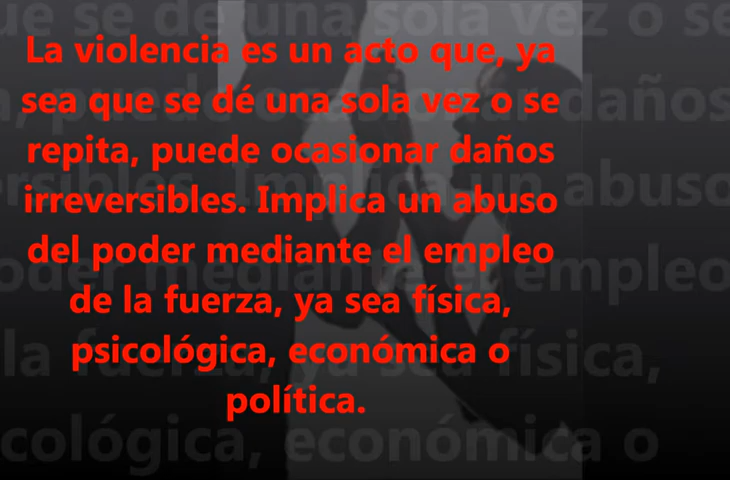 La violencia es un acto que, ya
sea que se dé una sola vez o se
repita, puede ocasionar daños
irreversibles. Implica un abuso
del poder mediante el empleo
de la fuerza, ya sea física,
psicológica, económica o
política.